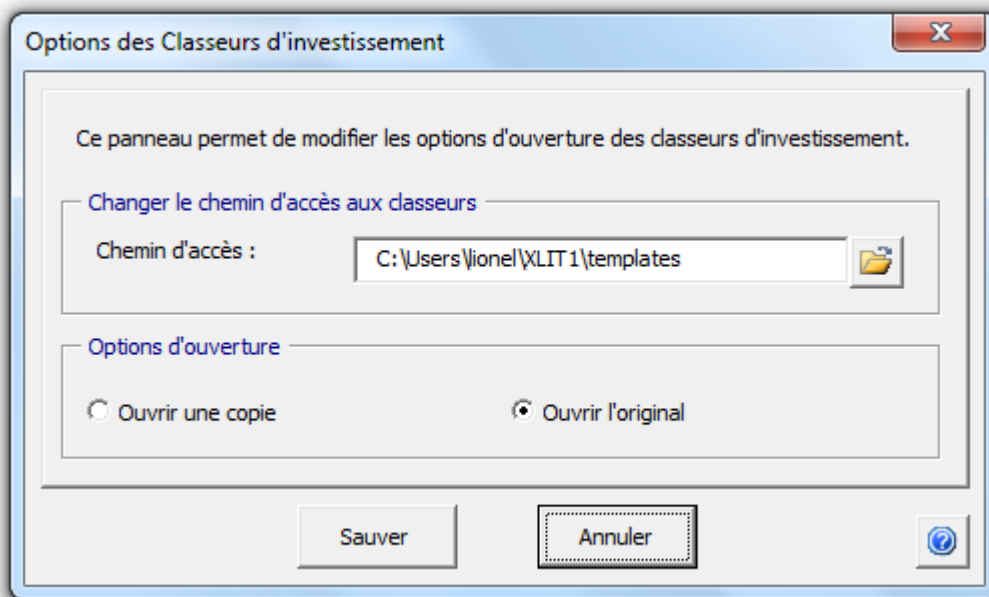 Options des Classeurs d'investissement
Ce panneau permet de modifier les options d'ouverture des classeurs d'investissement.
Changer le chemin d'accès aux classeurs
Chemin d'accès :
C:\Users\lionel\XLIT1\templates
Options d'ouverture
Ouvrir une copie
Ouvrir l'original
Sauver
Annuler